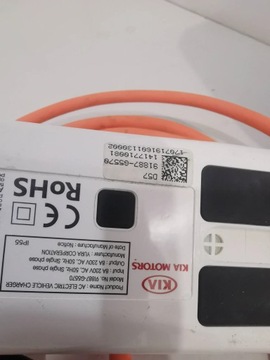 Product Name : AC ELECTRIC VEHICLE CHARGER
Model No. : 91887-G5570
Input : 8A 230V AC, 50Hz, Single phase
Output : 8A 230V AC, 50Hz, Single phase
Manufacturer : YURA CORPORATION
Date of Manufacture : Notice
IP55
CE RoHS
KIA
KIA MOTORS
D57
91887-G5570